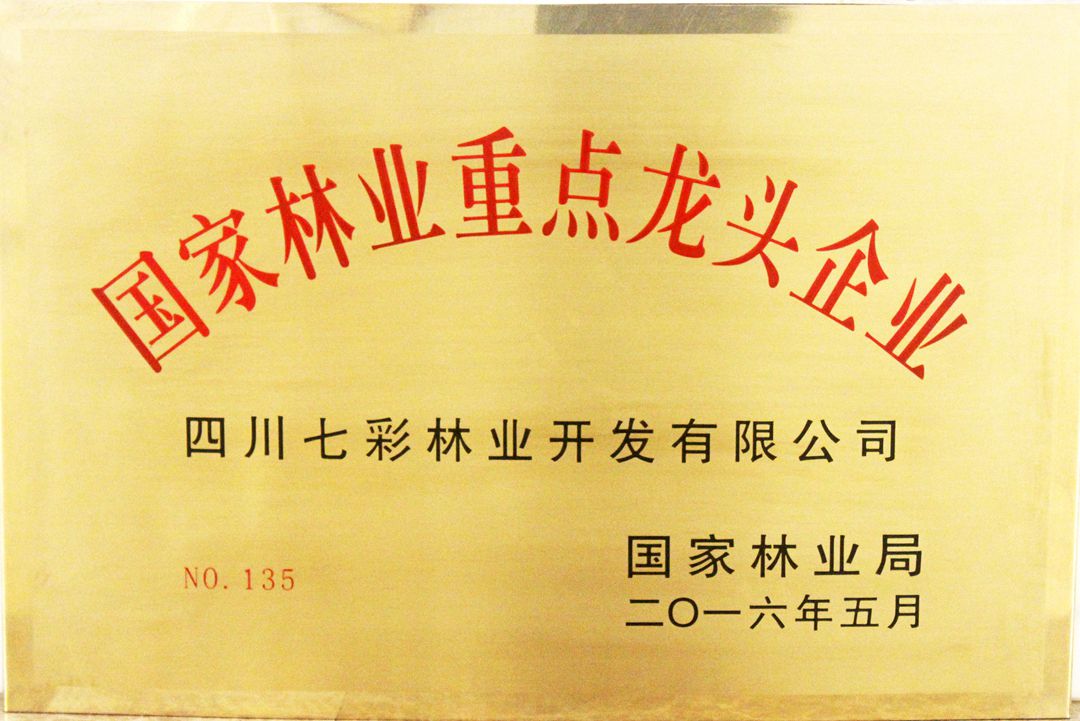 国家林业重点龙头企业
四川七彩林业开发有限公司
NO. 135
国家林业局
二〇一六年五月